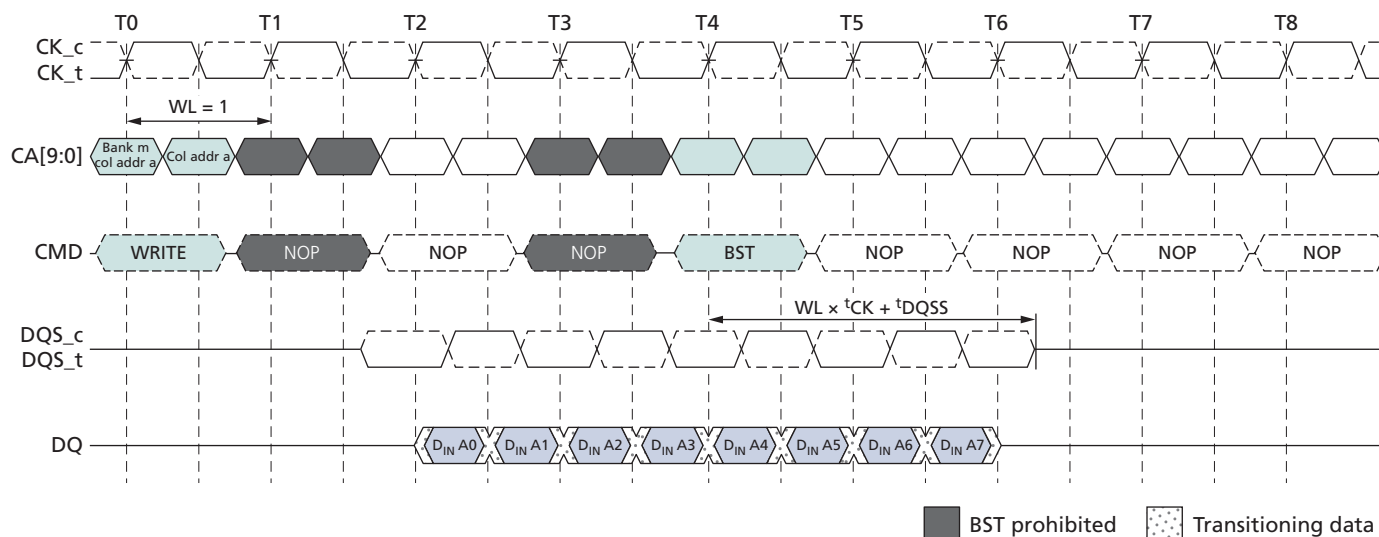 T0 T1 T2 T3 T4 T5 T6 T7 T8
CK_c
CK_t
WL = 1
CA[9:0] Bank m col addr a Col addr a
CMD WRITE NOP NOP NOP BST NOP NOP NOP NOP
WL × tCK + tDQSS
DQS_c
DQS_t
DQ DIN A0 DIN A1 DIN A2 DIN A3 DIN A4 DIN A5 DIN A6 DIN A7
BST prohibited Transitioning data